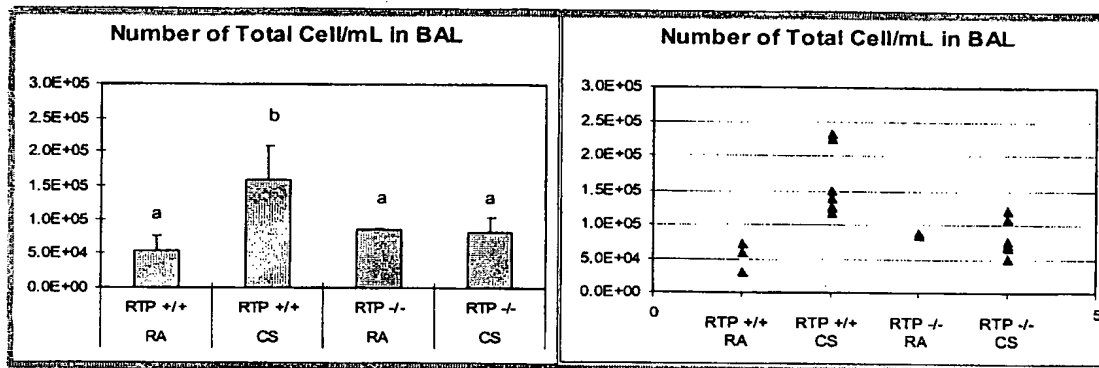 Number of Total Cell/mL in BAL
3.0E+05
2.5E+05
2.0E+05
1.5E+05
1.0E+05
5.0E+04
0.0E+00
a
b
a
a
RTP +/+ RTP +/+ RTP -/- RTP -/-
RA CS RA CS
Number of Total Cell/mL in BAL
3.0E+05
2.5E+05
2.0E+05
1.5E+05
1.0E+05
5.0E+04
0.0E+00
0 RTP +/+ RTP +/+ RTP -/- RTP -/- 5
RA CS RA CS